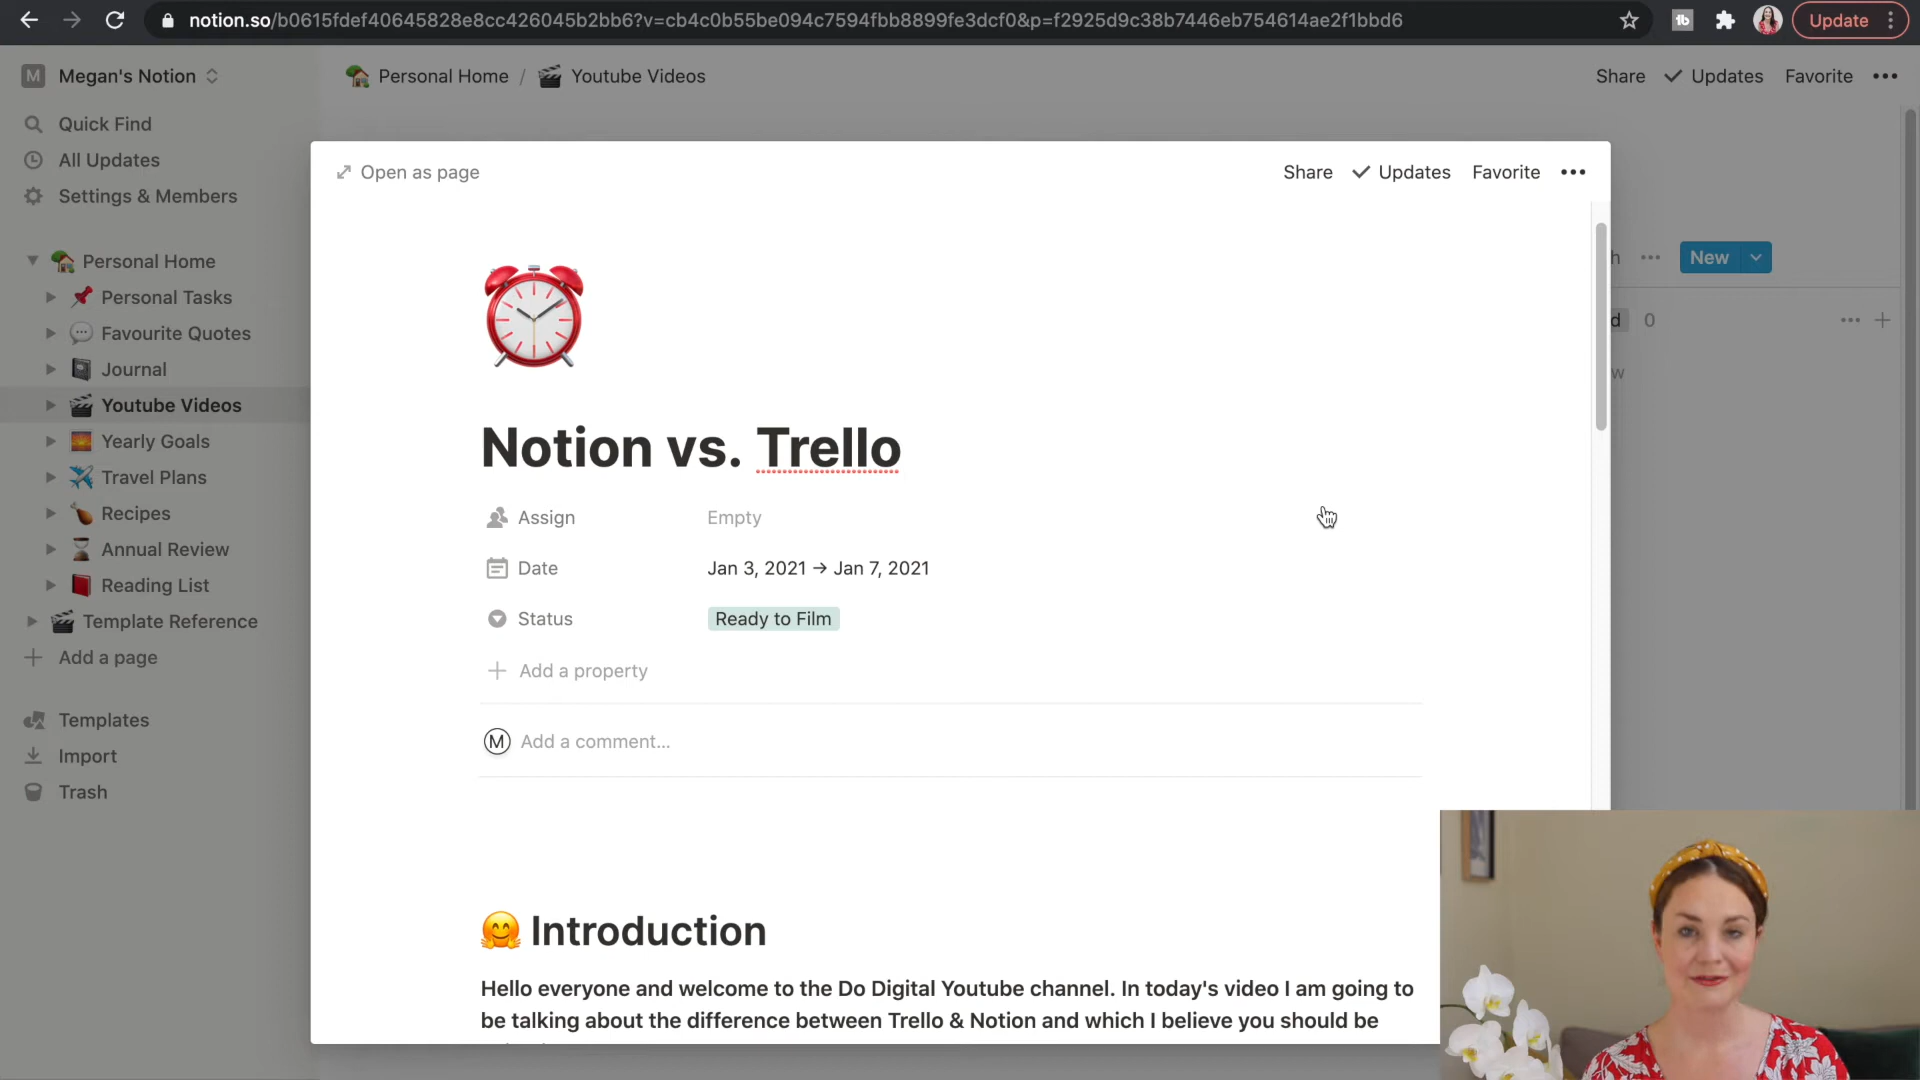 notion.so/b0615fdef40645828e8cc426045b2bb6?v=cb4c0b55be094c7594fbb8899fe3dcf0&p=f2925d9c38b7446eb754614ae2f1bbd6
tb
Update
M Megan's Notion
Personal Home / Youtube Videos
Share Updates Favorite
Quick Find
All Updates
Settings & Members
Personal Home
Personal Tasks
Favourite Quotes
Journal
Youtube Videos
Yearly Goals
Travel Plans
Recipes
Annual Review
Reading List
Template Reference
Add a page
Templates
Import
Trash
Open as page
Share Updates Favorite
Notion vs. Trello
Assign Empty
Date Jan 3, 2021 → Jan 7, 2021
Status Ready to Film
Add a property
M Add a comment...
Introduction
Hello everyone and welcome to the Do Digital Youtube channel. In today's video I am going to
be talking about the difference between Trello & Notion and which I believe you should be
h New
d 0
w